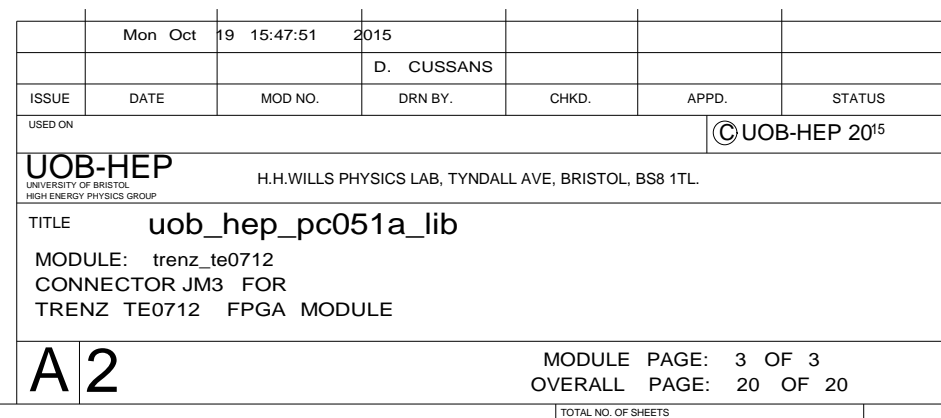 Mon Oct 19 15:47:51 2015
D. CUSSANS
ISSUE DATE MOD NO. DRN BY. CHKD. APPD. STATUS
USED ON
© UOB-HEP 2015
UOB-HEP
UNIVERSITY OF BRISTOL
HIGH ENERGY PHYSICS GROUP
H.H.WILLS PHYSICS LAB, TYNDALL AVE, BRISTOL, BS8 1TL.
TITLE uob_hep_pc051a_lib
MODULE: trenz_te0712
CONNECTOR JM3 FOR
TRENZ TE0712 FPGA MODULE
A 2
MODULE PAGE: 3 OF 3
OVERALL PAGE: 20 OF 20
TOTAL NO. OF SHEETS